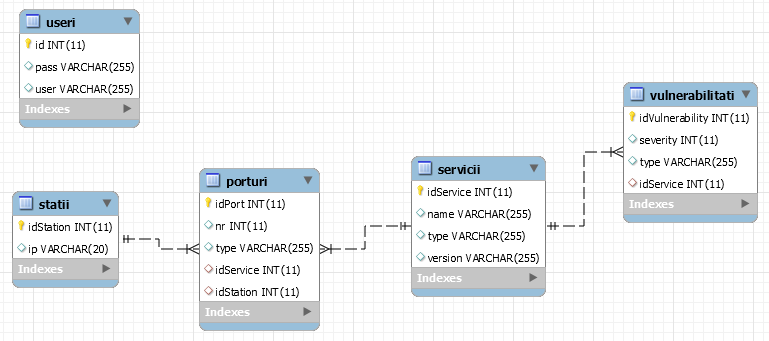 useri
id INT(11)
pass VARCHAR(255)
user VARCHAR(255)
Indexes
statii
idStation INT(11)
ip VARCHAR(20)
Indexes
porturi
idPort INT(11)
nr INT(11)
type VARCHAR(255)
idService INT(11)
idStation INT(11)
Indexes
servicii
idService INT(11)
name VARCHAR(255)
type VARCHAR(255)
version VARCHAR(255)
Indexes
vulnerabilitati
idVulnerability INT(11)
severity INT(11)
type VARCHAR(255)
idService INT(11)
Indexes